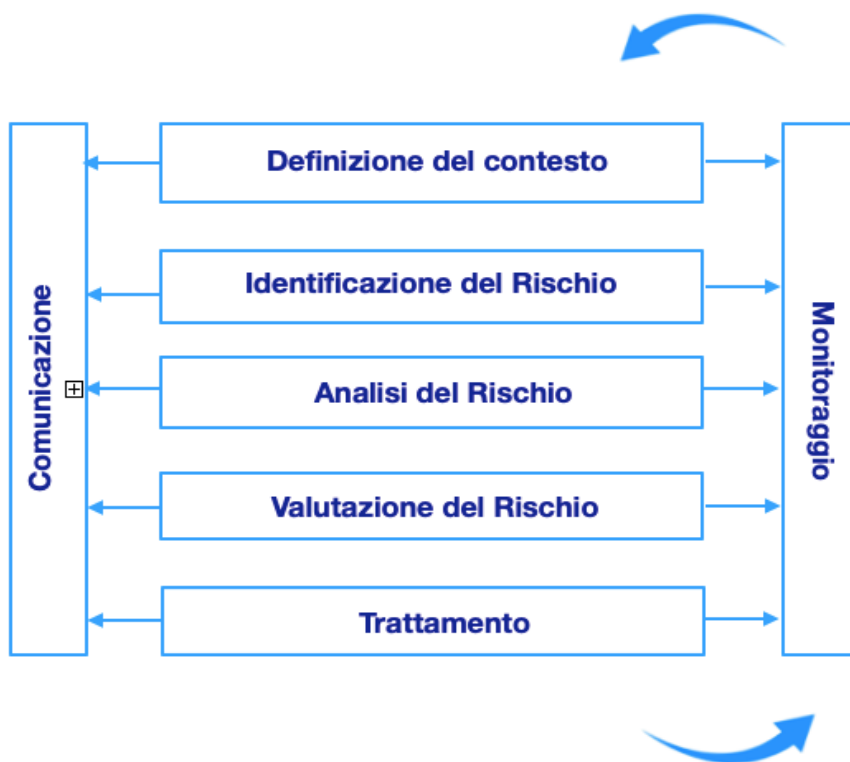 Definizione del contesto
Identificazione del Rischio
Analisi del Rischio
Valutazione del Rischio
Trattamento
Comunicazione
Monitoraggio